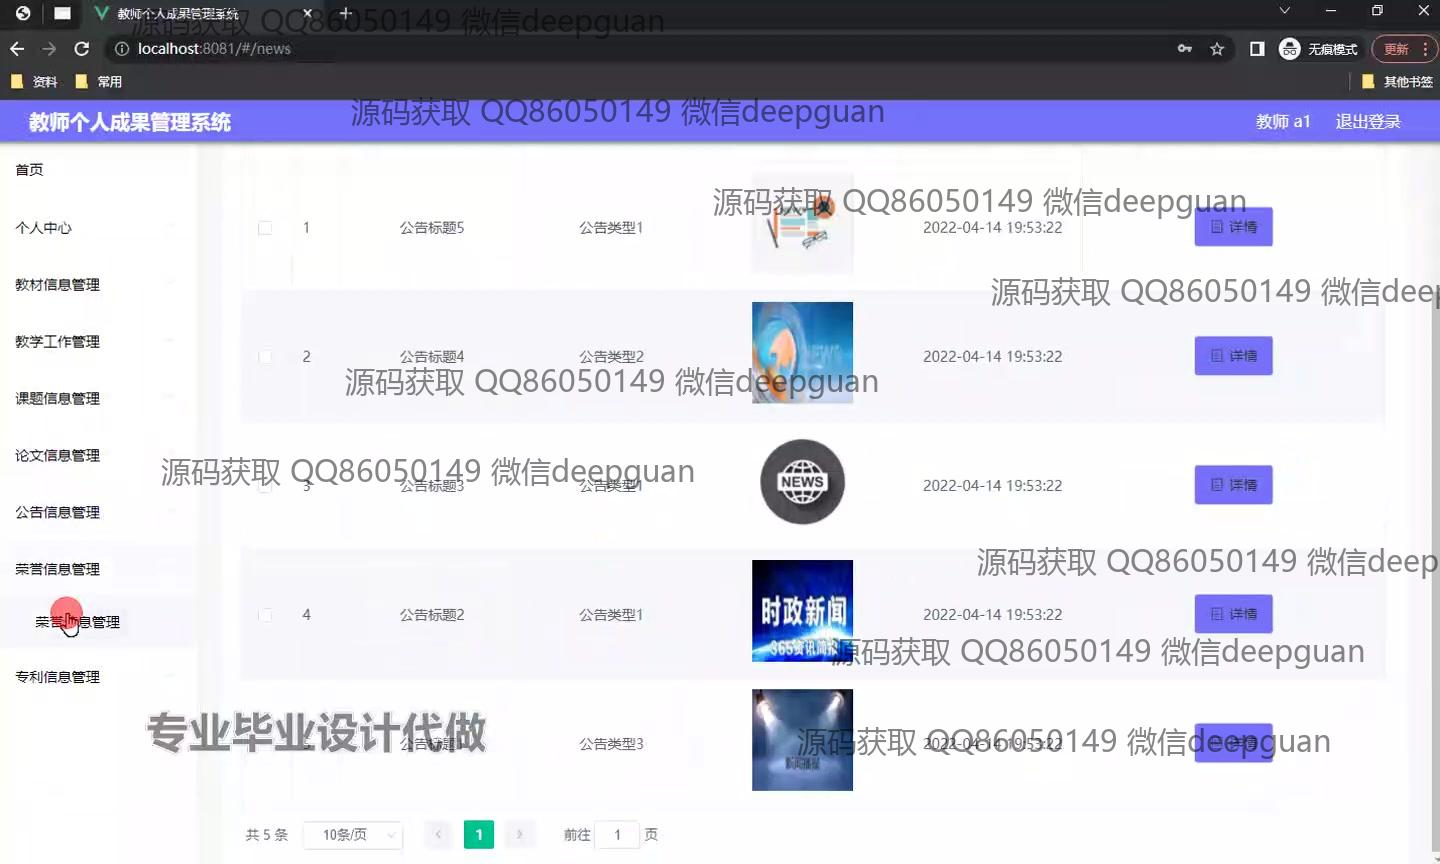 教师个人成果管理系统
源码获取 QQ86050149 微信deepguan
localhost:8081/#/news
无痕模式
更新
资料
常用
其他书签
教师个人成果管理系统
源码获取 QQ86050149 微信deepguan
教师 a1
退出登录
首页
源码获取 QQ86050149 微信deepguan
个人中心
1
公告标题5
公告类型1
2022-04-14 19:53:22
详情
教材信息管理
源码获取 QQ86050149 微信deep
教学工作管理
2
公告标题4
公告类型2
NEWS
2022-04-14 19:53:22
详情
源码获取 QQ86050149 微信deepguan
课题信息管理
论文信息管理
源码获取 QQ86050149 微信deepguan
3
公告标题3
公告类型1
NEWS
2022-04-14 19:53:22
详情
公告信息管理
荣誉信息管理
源码获取 QQ86050149 微信deep
荣誉信息管理
4
公告标题2
公告类型1
时政新闻
365资讯简报
2022-04-14 19:53:22
详情
源码获取 QQ86050149 微信deepguan
专利信息管理
专业毕业设计代做
5
公告标题1
公告类型3
源码获取 QQ86050149 微信deepguan
2022-04-14 19:53:22
详情
共 5 条
10条/页
1
前往
1
页